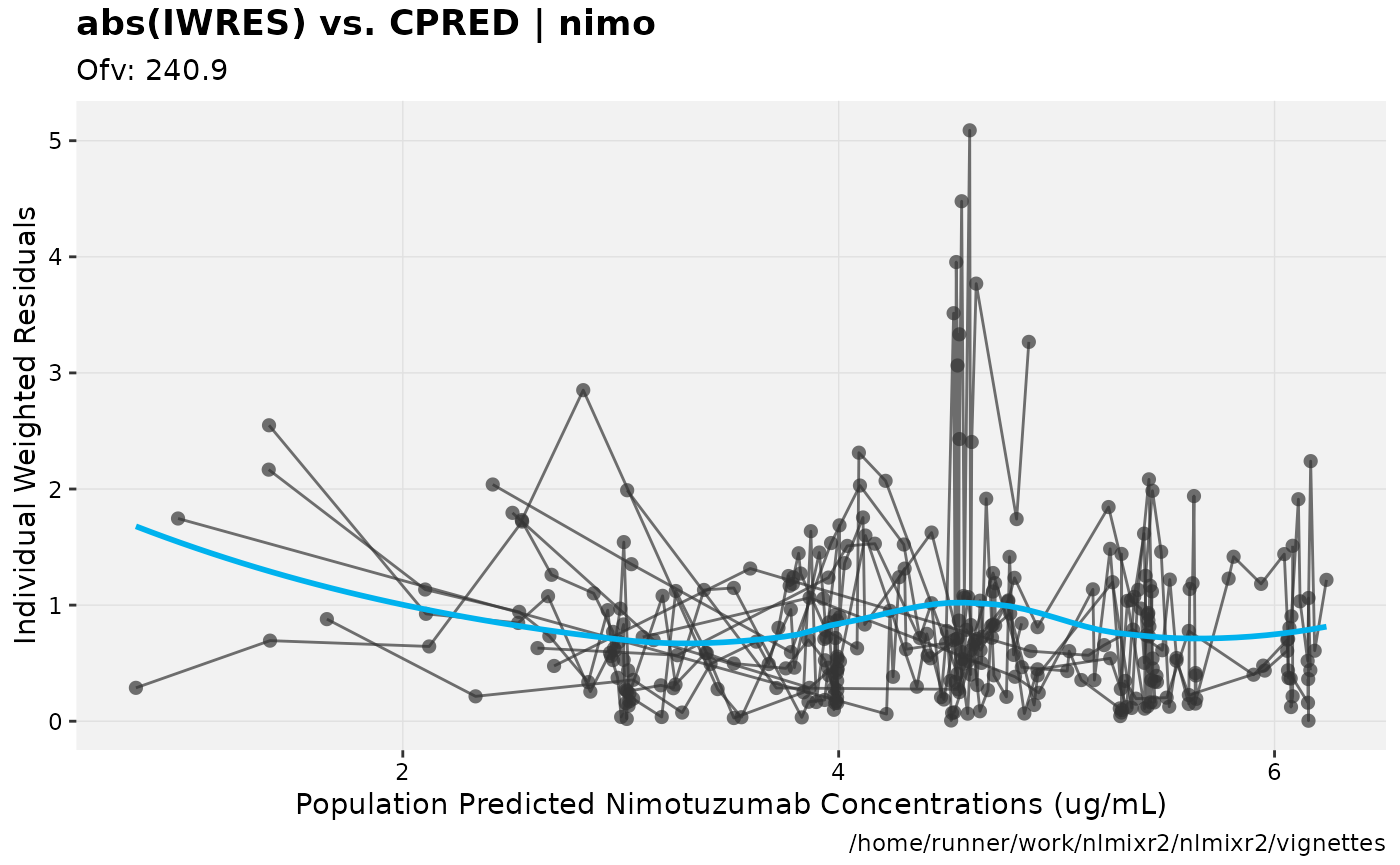 abs(IWRES) vs. CPRED | nimo
Ofv: 240.9
5
4
3
2
1
0
Individual Weighted Residuals
2
4
6
Population Predicted Nimotuzumab Concentrations (ug/mL)
/home/runner/work/nlmixr2/nlmixr2/vignettes